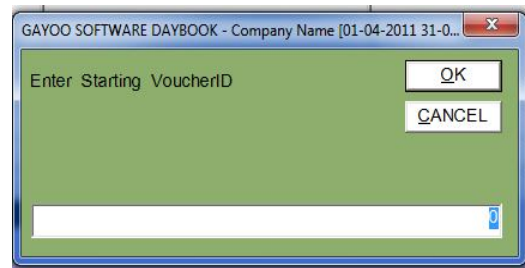 GAYOO SOFTWARE DAYBOOK - Company Name [01-04-2011 31-0...
Enter Starting VoucherID
OK
CANCEL
0